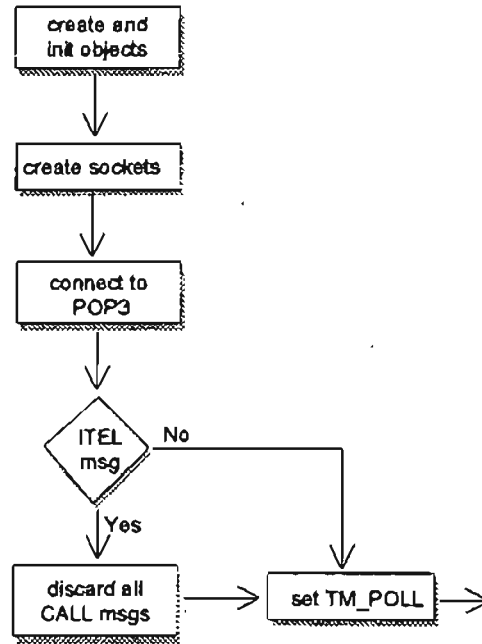 create and
init objects
create sockets
connect to
POP3
ITEL
msg
No
Yes
discard all
CALL msgs
set TM_POLL